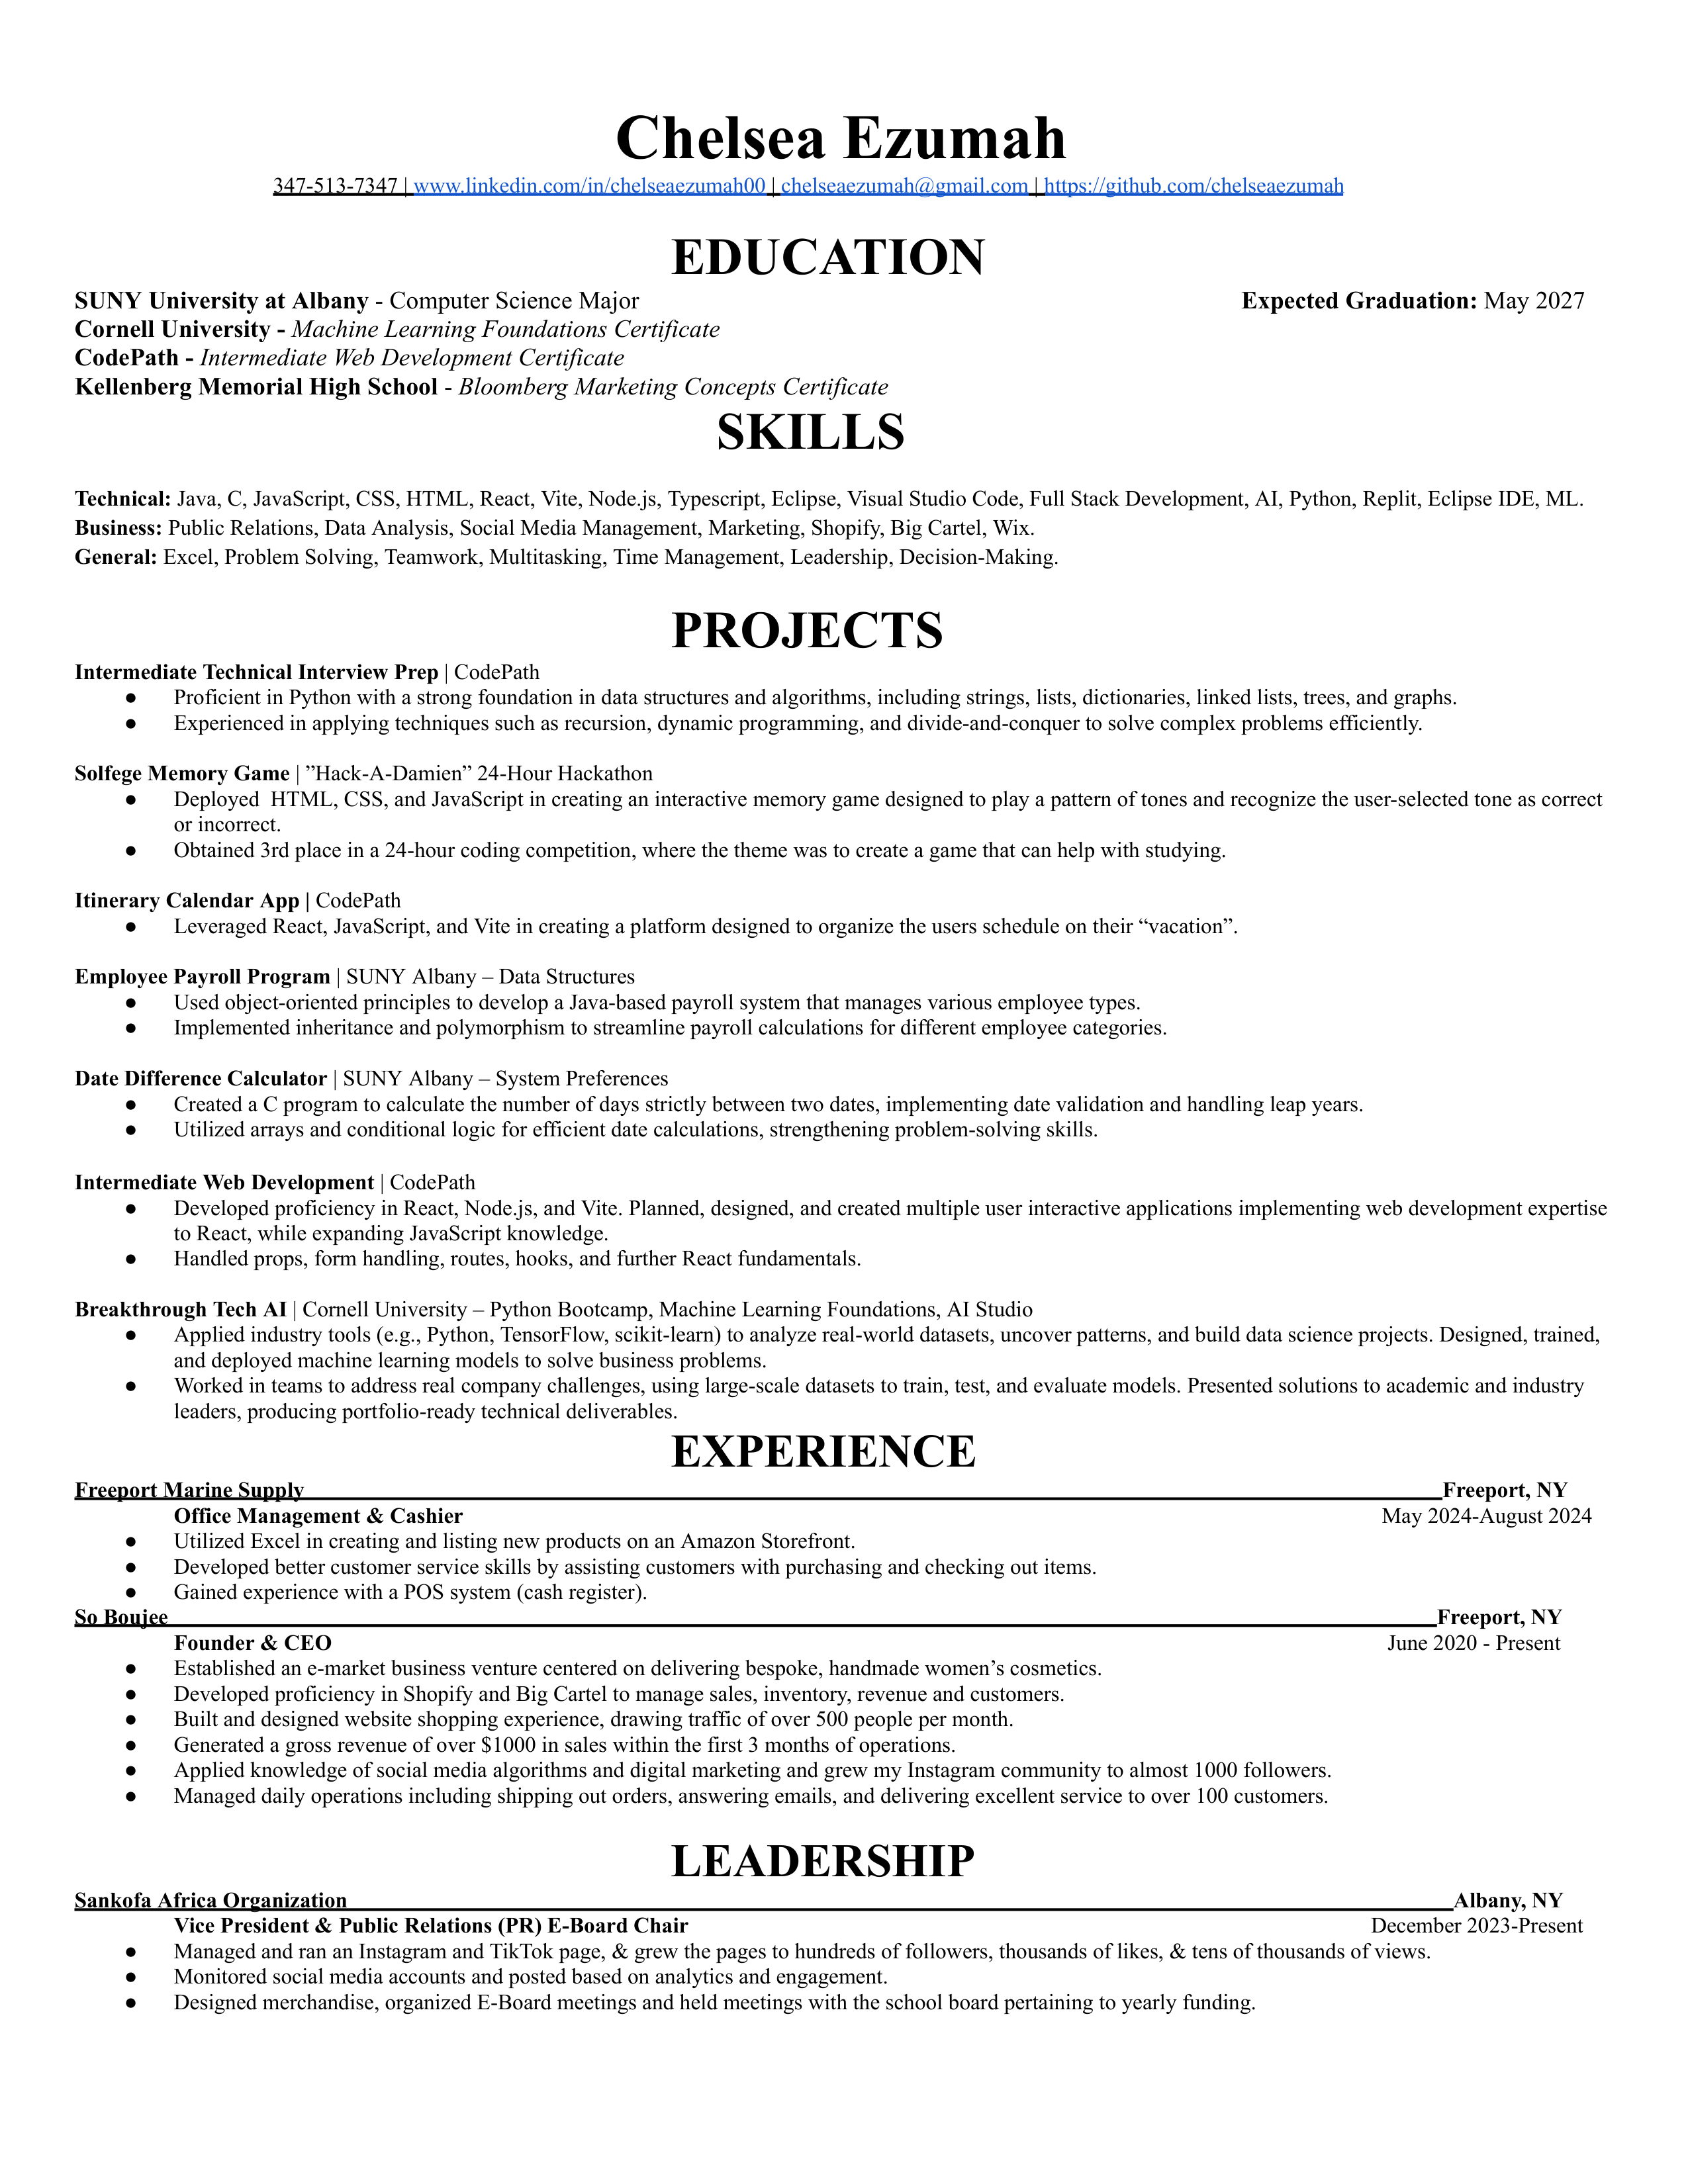 Chelsea Ezumah
347-513-7347 | www.linkedin.com/in/chelseaezumah00 | chelseaezumah@gmail.com | https://github.com/chelseaezumah
EDUCATION
SUNY University at Albany - Computer Science Major Expected Graduation: May 2027
Cornell University - Machine Learning Foundations Certificate
CodePath - Intermediate Web Development Certificate
Kellenberg Memorial High School - Bloomberg Marketing Concepts Certificate
SKILLS
Technical: Java, C, JavaScript, CSS, HTML, React, Vite, Node.js, Typescript, Eclipse, Visual Studio Code, Full Stack Development, AI, Python, Replit, Eclipse IDE, ML.
Business: Public Relations, Data Analysis, Social Media Management, Marketing, Shopify, Big Cartel, Wix.
General: Excel, Problem Solving, Teamwork, Multitasking, Time Management, Leadership, Decision-Making.
PROJECTS
Intermediate Technical Interview Prep | CodePath
● Proficient in Python with a strong foundation in data structures and algorithms, including strings, lists, dictionaries, linked lists, trees, and graphs.
● Experienced in applying techniques such as recursion, dynamic programming, and divide-and-conquer to solve complex problems efficiently.
Solfege Memory Game | ”Hack-A-Damien” 24-Hour Hackathon
● Deployed  HTML, CSS, and JavaScript in creating an interactive memory game designed to play a pattern of tones and recognize the user-selected tone as correct
or incorrect.
● Obtained 3rd place in a 24-hour coding competition, where the theme was to create a game that can help with studying.
Itinerary Calendar App | CodePath
● Leveraged React, JavaScript, and Vite in creating a platform designed to organize the users schedule on their “vacation”.
Employee Payroll Program | SUNY Albany – Data Structures
● Used object-oriented principles to develop a Java-based payroll system that manages various employee types.
● Implemented inheritance and polymorphism to streamline payroll calculations for different employee categories.
Date Difference Calculator | SUNY Albany – System Preferences
● Created a C program to calculate the number of days strictly between two dates, implementing date validation and handling leap years.
● Utilized arrays and conditional logic for efficient date calculations, strengthening problem-solving skills.
Intermediate Web Development | CodePath
● Developed proficiency in React, Node.js, and Vite. Planned, designed, and created multiple user interactive applications implementing web development expertise
to React, while expanding JavaScript knowledge.
● Handled props, form handling, routes, hooks, and further React fundamentals.
Breakthrough Tech AI | Cornell University – Python Bootcamp, Machine Learning Foundations, AI Studio
● Applied industry tools (e.g., Python, TensorFlow, scikit-learn) to analyze real-world datasets, uncover patterns, and build data science projects. Designed, trained,
and deployed machine learning models to solve business problems.
● Worked in teams to address real company challenges, using large-scale datasets to train, test, and evaluate models. Presented solutions to academic and industry
leaders, producing portfolio-ready technical deliverables.
EXPERIENCE
Freeport Marine Supply Freeport, NY
Office Management & Cashier May 2024-August 2024
● Utilized Excel in creating and listing new products on an Amazon Storefront.
● Developed better customer service skills by assisting customers with purchasing and checking out items.
● Gained experience with a POS system (cash register).
So Boujee Freeport, NY
Founder & CEO June 2020 - Present
● Established an e-market business venture centered on delivering bespoke, handmade women’s cosmetics.
● Developed proficiency in Shopify and Big Cartel to manage sales, inventory, revenue and customers.
● Built and designed website shopping experience, drawing traffic of over 500 people per month.
● Generated a gross revenue of over $1000 in sales within the first 3 months of operations.
● Applied knowledge of social media algorithms and digital marketing and grew my Instagram community to almost 1000 followers.
● Managed daily operations including shipping out orders, answering emails, and delivering excellent service to over 100 customers.
LEADERSHIP
Sankofa Africa Organization Albany, NY
Vice President & Public Relations (PR) E-Board Chair December 2023-Present
● Managed and ran an Instagram and TikTok page, & grew the pages to hundreds of followers, thousands of likes, & tens of thousands of views.
● Monitored social media accounts and posted based on analytics and engagement.
● Designed merchandise, organized E-Board meetings and held meetings with the school board pertaining to yearly funding.